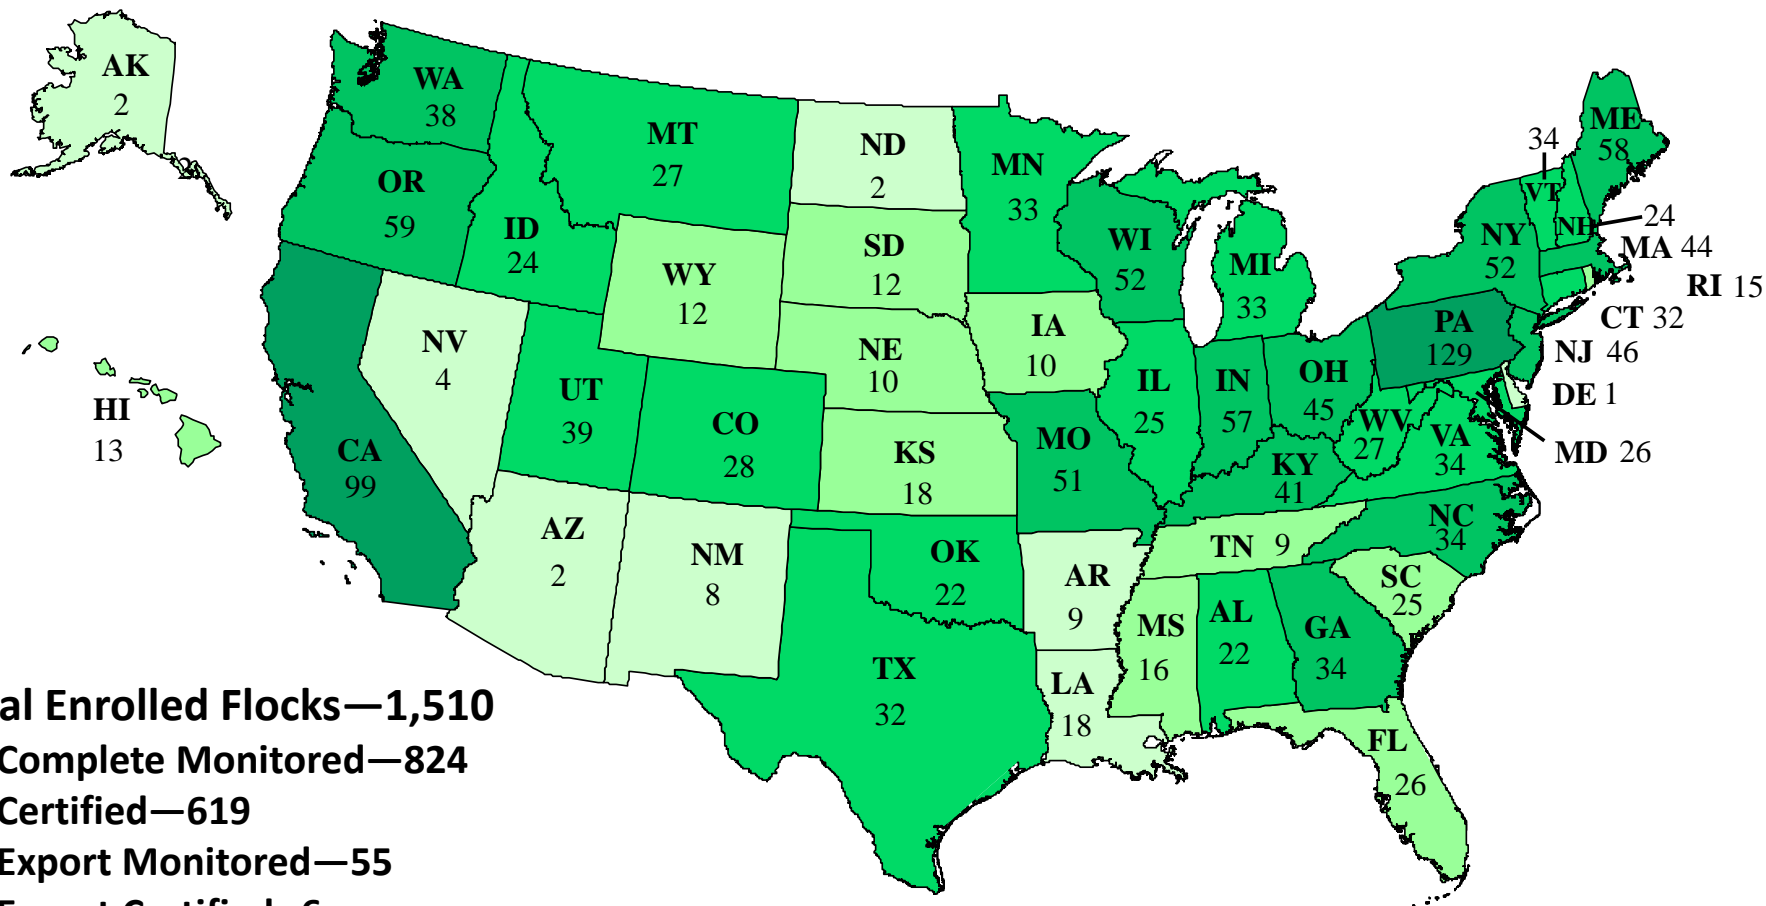 AK
2
WA
38
MT
27
ND
2
MN
33
34
ME
58
VT
NH
24
OR
59
ID
24
SD
12
WI
52
MI
33
NY
52
MA 44
RI 15
WY
12
CT 32
NV
4
NE
10
IA
10
PA
129
NJ 46
DE 1
HI
13
UT
39
CO
28
IL
25
IN
57
OH
45
WV
27
VA
34
MD 26
CA
99
KS
18
MO
51
KY
41
AZ
2
NM
8
OK
22
AR
9
TN 9
NC
34
SC
25
MS
16
AL
22
GA
34
TX
32
LA
18
FL
26
al Enrolled Flocks—1,510
Complete Monitored—824
Certified—619
Export Monitored—55